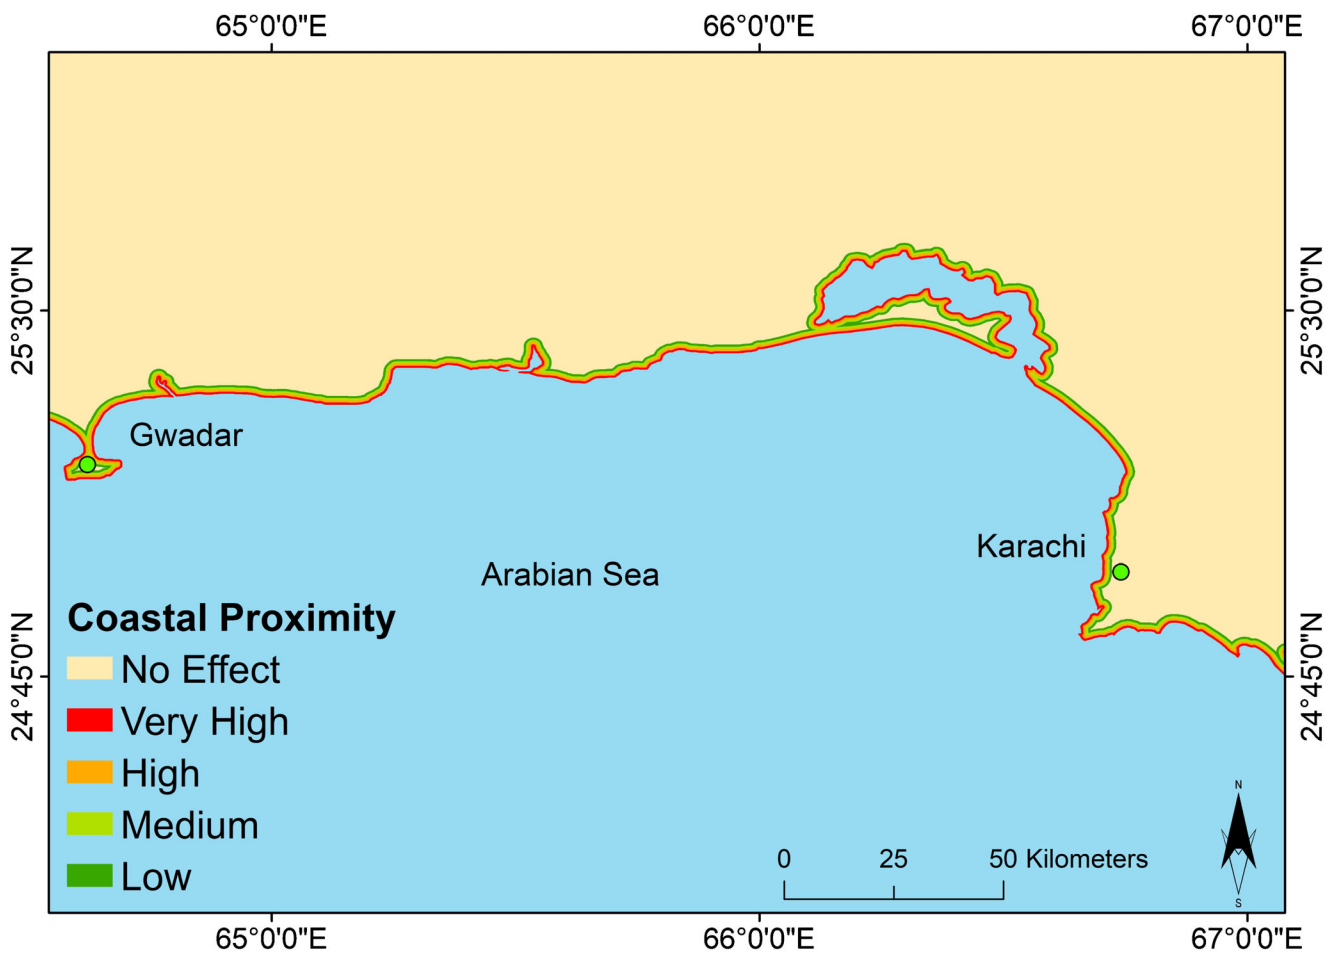 65°0'0"E 66°0'0"E 67°0'0"E
25°30'0"N 25°30'0"N
Gwadar
Karachi
Arabian Sea
Coastal Proximity
No Effect
24°45'0"N 24°45'0"N
Very High
High
N
Medium
0 25 50 Kilometers
Low
S
65°0'0"E 66°0'0"E 67°0'0"E